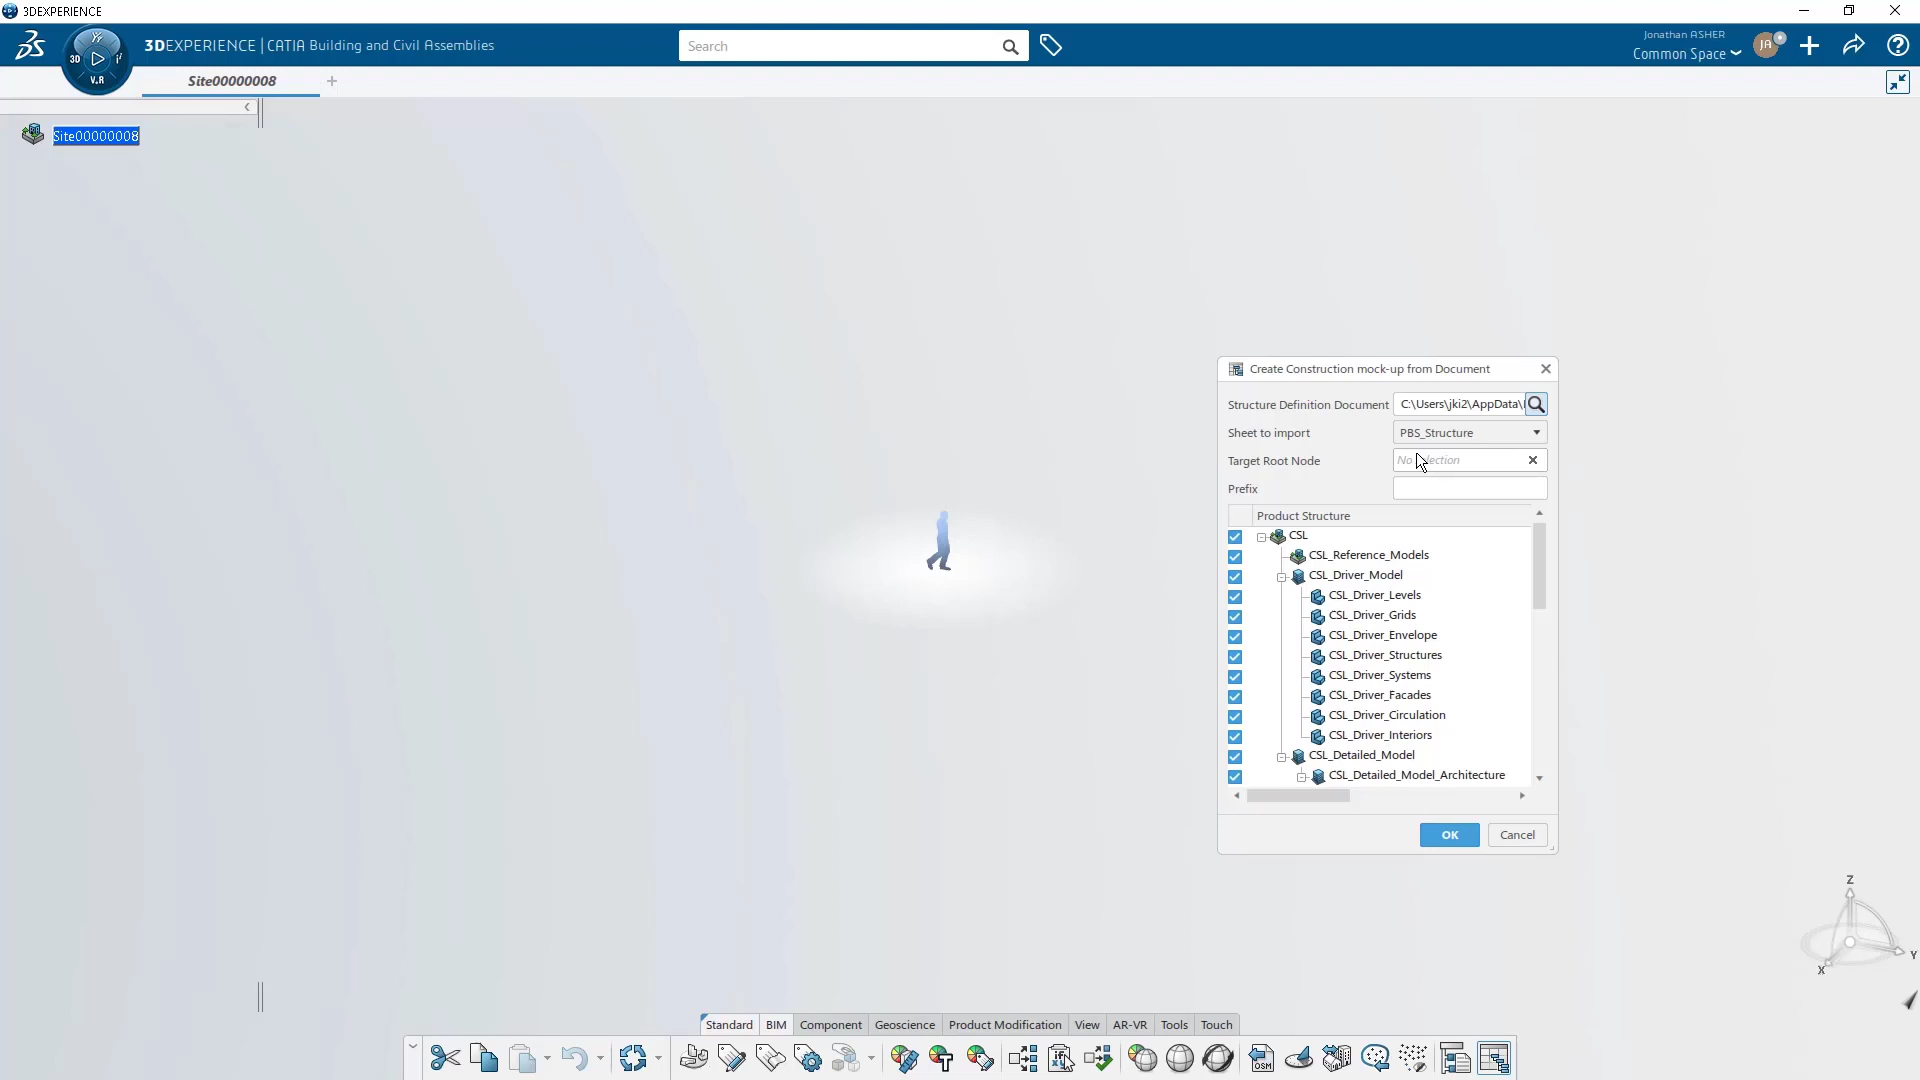 3DEXPERIENCE
3DEXPERIENCE | CATIA Building and Civil Assemblies
Search
Jonathan ASHER
Common Space
JA
3D
V.R
Site00000008
Site00000008
Create Construction mock-up from Document
Structure Definition Document
C:\Users\jki2\AppData\
Sheet to import
PBS_Structure
Target Root Node
Prefix
Product Structure
CSL
CSL_Reference_Models
CSL_Driver_Model
CSL_Driver_Levels
CSL_Driver_Grids
CSL_Driver_Envelope
CSL_Driver_Structures
CSL_Driver_Systems
CSL_Driver_Facades
CSL_Driver_Circulation
CSL_Driver_Interiors
CSL_Detailed_Model
CSL_Detailed_Model_Architecture
OK
Cancel
Z
Y
X
Standard
BIM
Component
Geoscience
Product Modification
View
AR-VR
Tools
Touch
OSM